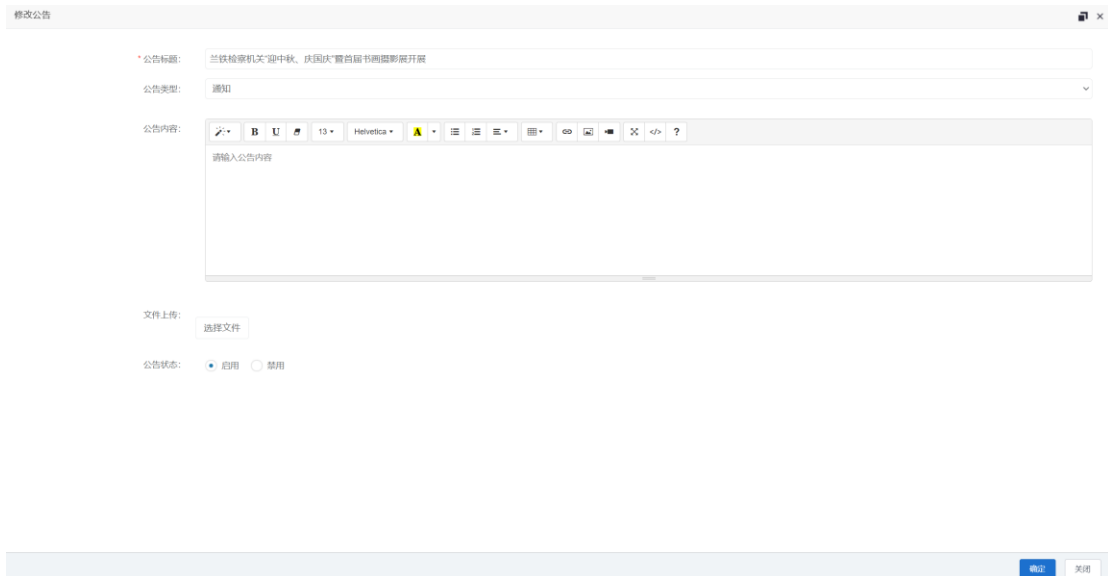 修改公告
* 公告标题: 兰铁检察机关"迎中秋、庆国庆"暨首届书画摄影展开展
公告类型: 通知
公告内容: B U 13 Helvetica A </> ?
请输入公告内容
文件上传:
选择文件
公告状态: 启用 禁用
确定 关闭